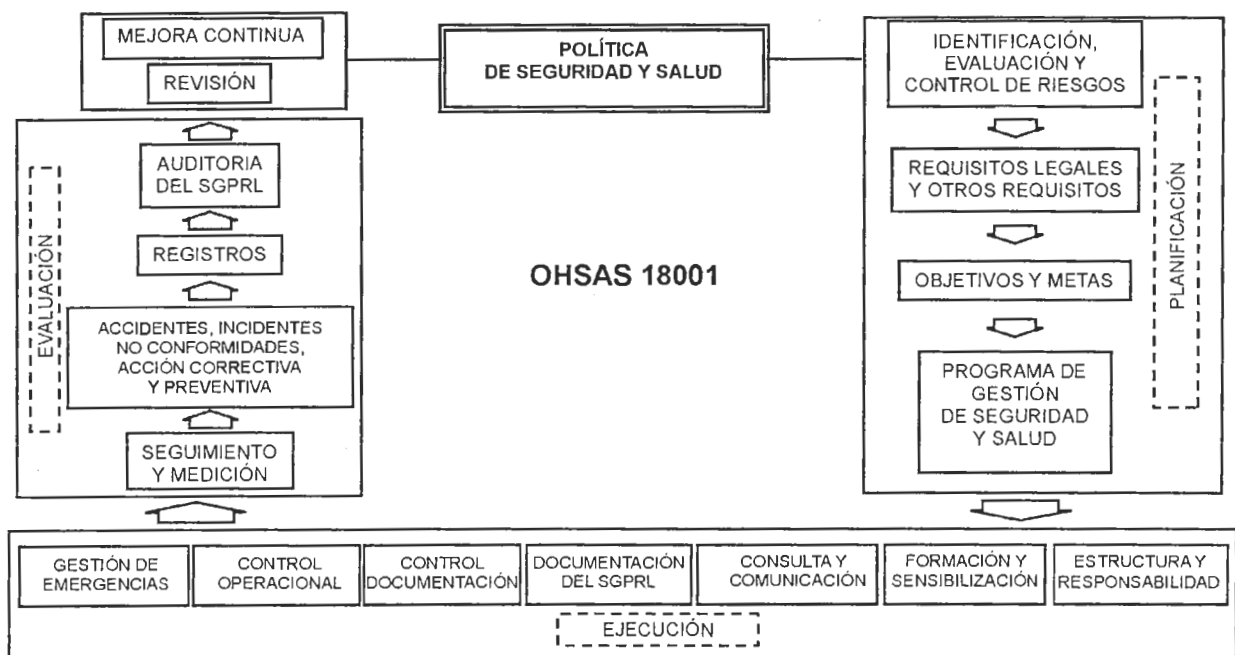 MEJORA CONTINUA
REVISIÓN
POLÍTICA
DE SEGURIDAD Y SALUD
IDENTIFICACIÓN,
EVALUACIÓN Y
CONTROL DE RIESGOS
REQUISITOS LEGALES
Y OTROS REQUISITOS
OBJETIVOS Y METAS
PROGRAMA DE
GESTIÓN
DE SEGURIDAD
Y SALUD
PLANIFICACIÓN
OHSAS 18001
AUDITORIA
DEL SGPRL
REGISTROS
ACCIDENTES, INCIDENTES
NO CONFORMIDADES,
ACCIÓN CORRECTIVA
Y PREVENTIVA
SEGUIMIENTO
Y MEDICIÓN
EVALUACIÓN
GESTIÓN DE
EMERGENCIAS
CONTROL
OPERACIONAL
CONTROL
DOCUMENTACIÓN
DOCUMENTACIÓN
DEL SGPRL
CONSULTA Y
COMUNICACIÓN
FORMACIÓN Y
SENSIBILIZACIÓN
ESTRUCTURA Y
RESPONSABILIDAD
EJECUCIÓN